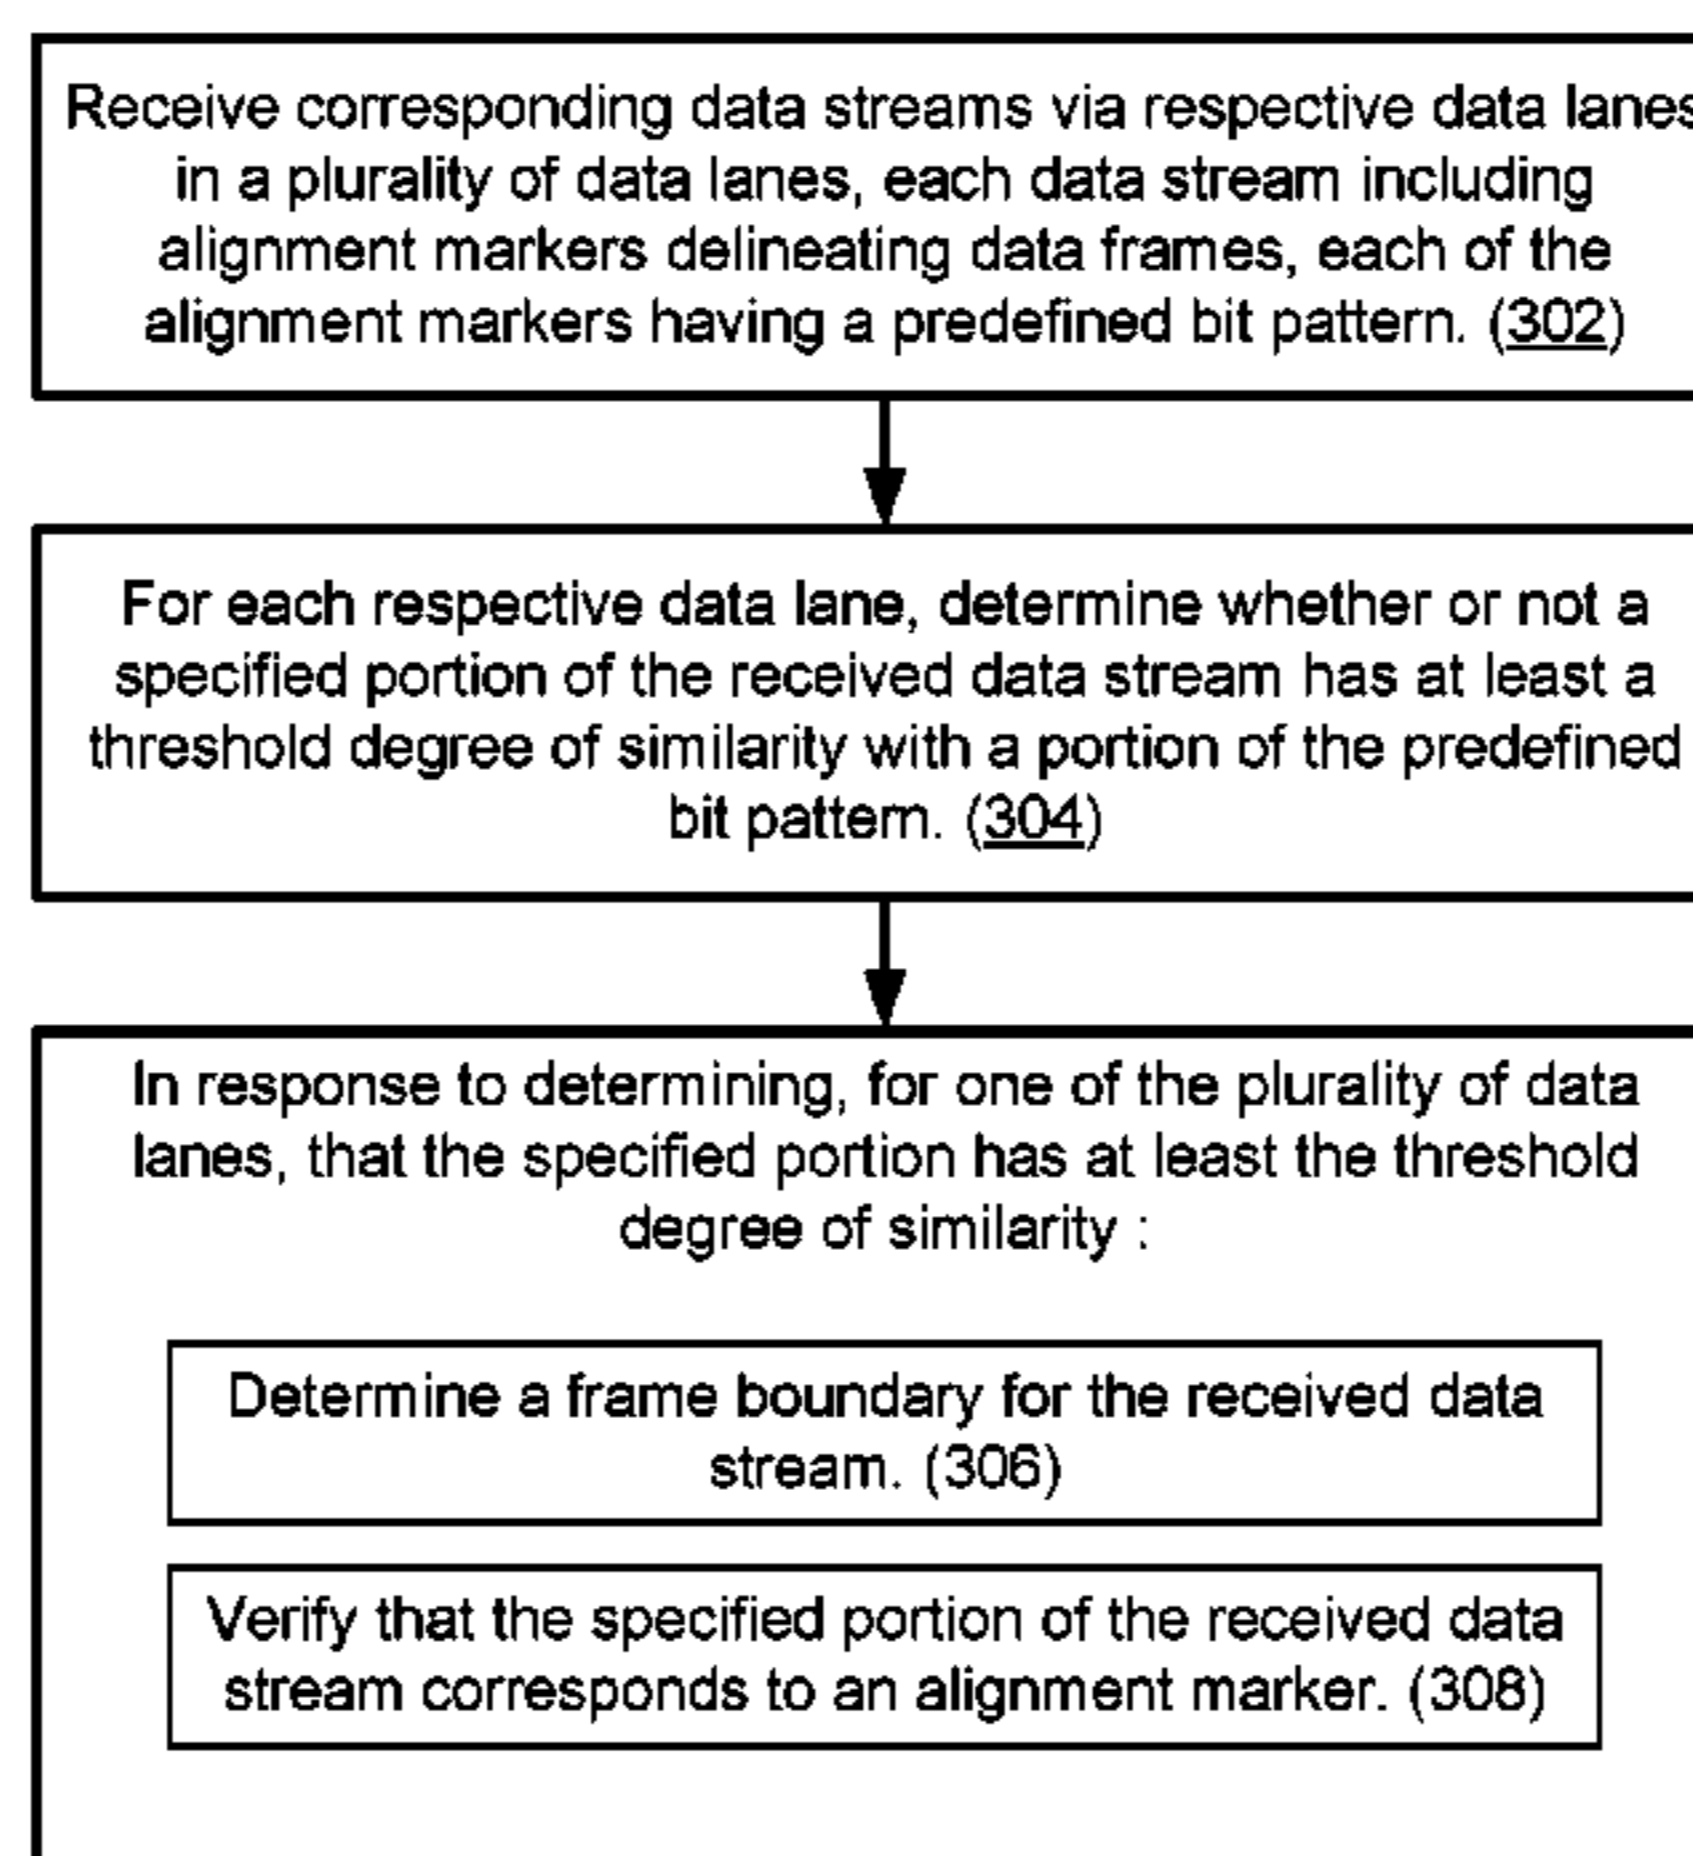 Receive corresponding data streams via respective data lanes
in a plurality of data lanes, each data stream including
alignment markers delineating data frames, each of the
alignment markers having a predefined bit pattern. (302)
For each respective data lane, determine whether or not a
specified portion of the received data stream has at least a
threshold degree of similarity with a portion of the predefined
bit pattern. (304)
In response to determining, for one of the plurality of data
lanes, that the specified portion has at least the threshold
degree of similarity :
Determine a frame boundary for the received data
stream. (306)
Verify that the specified portion of the received data
stream corresponds to an alignment marker. (308)